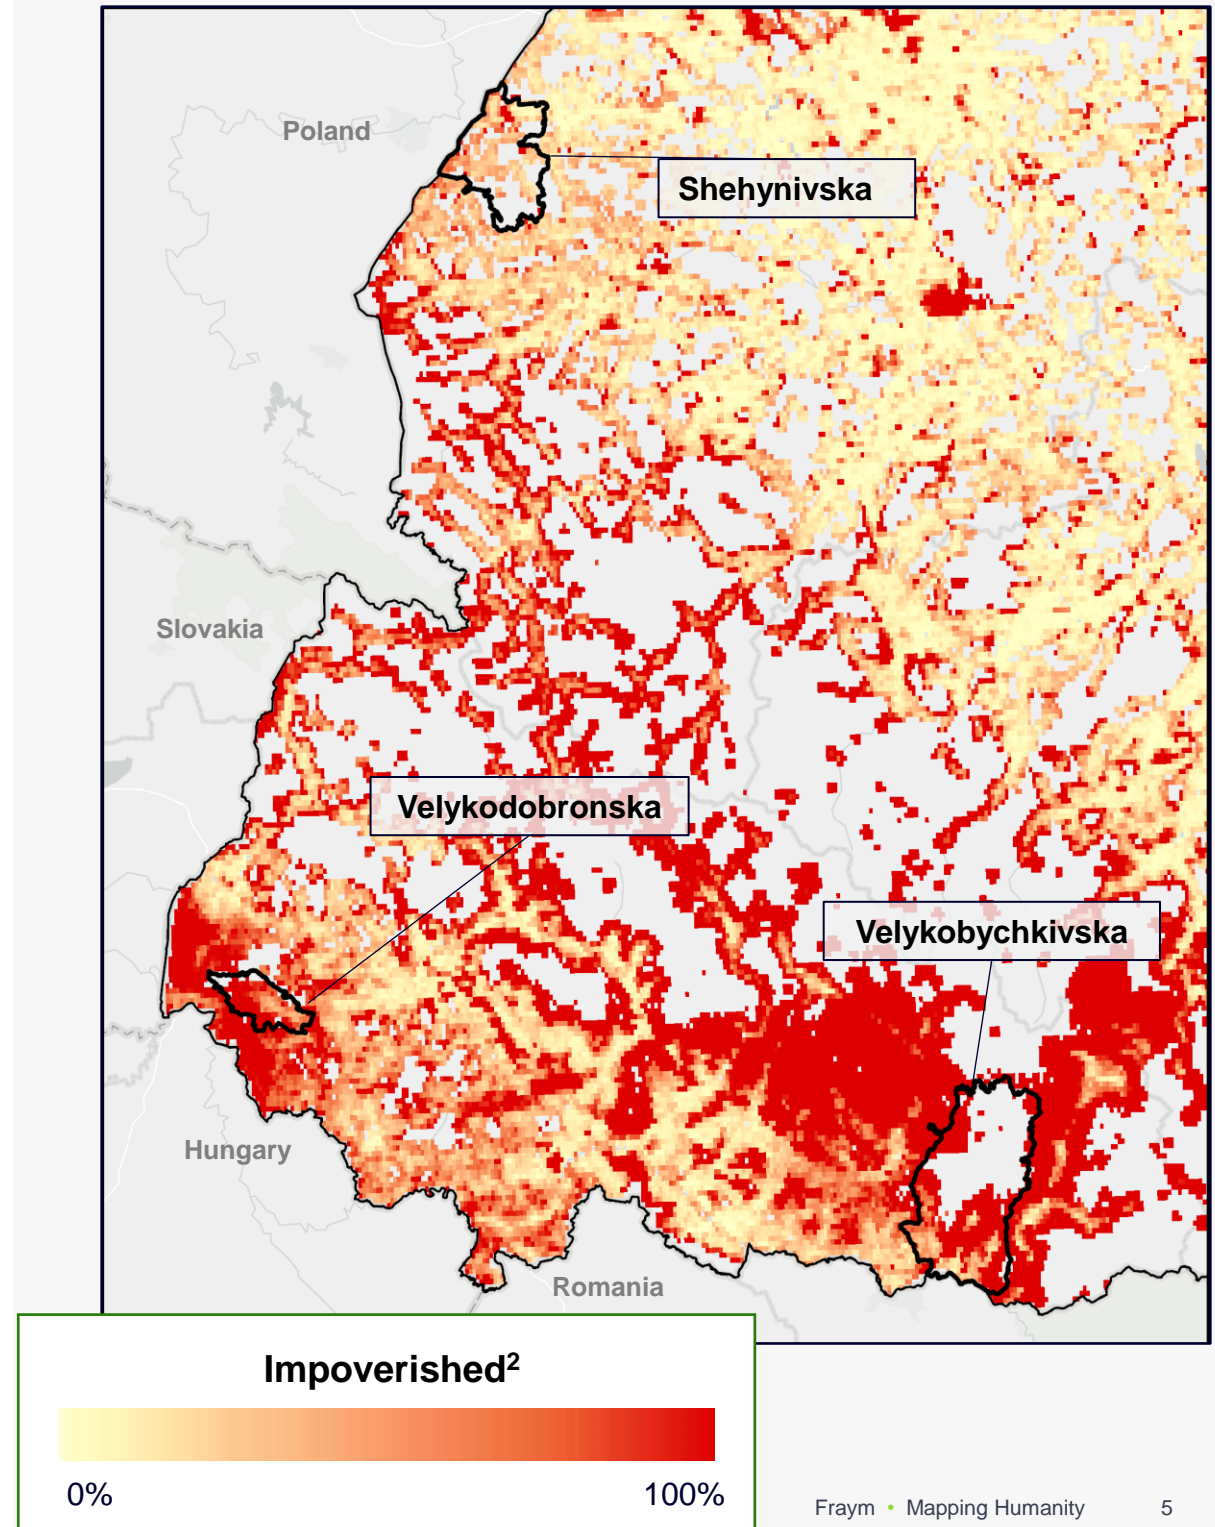 Poland
Shehynivska
Slovakia
Velykodobronska
Velykobychkivska
Hungary
Romania
Impoverished²
0% 100%
Fraym • Mapping Humanity 5